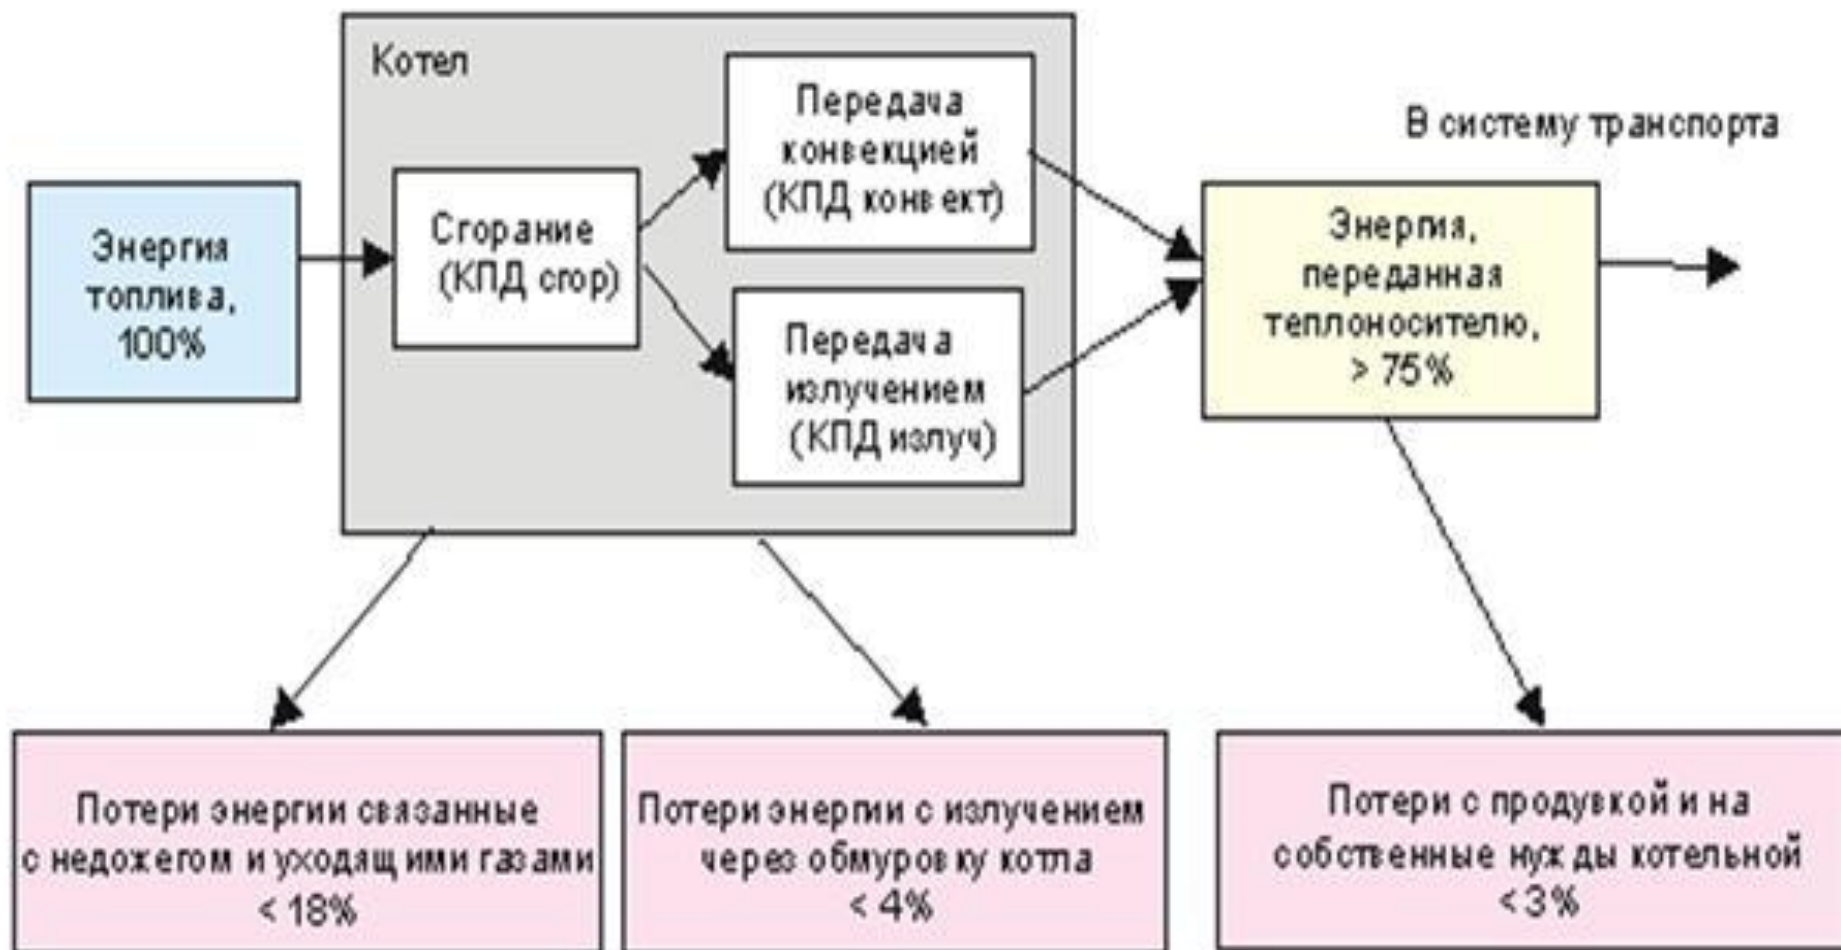 Котел
Энергия
топлива,
100%
Сгорание
(КПД сгор)
Передача
конвекцией
(КПД конвект)
Передача
излучением
(КПД излуч)
В систему транспорта
Энергия,
переданная
теплоносителю,
> 75%
Потери энергии связанные
с недожегом и уходящими газами
< 18%
Потери энергии с излучением
через обмуровку котла
< 4%
Потери с продувкой и на
собственные нужды котельной
< 3%